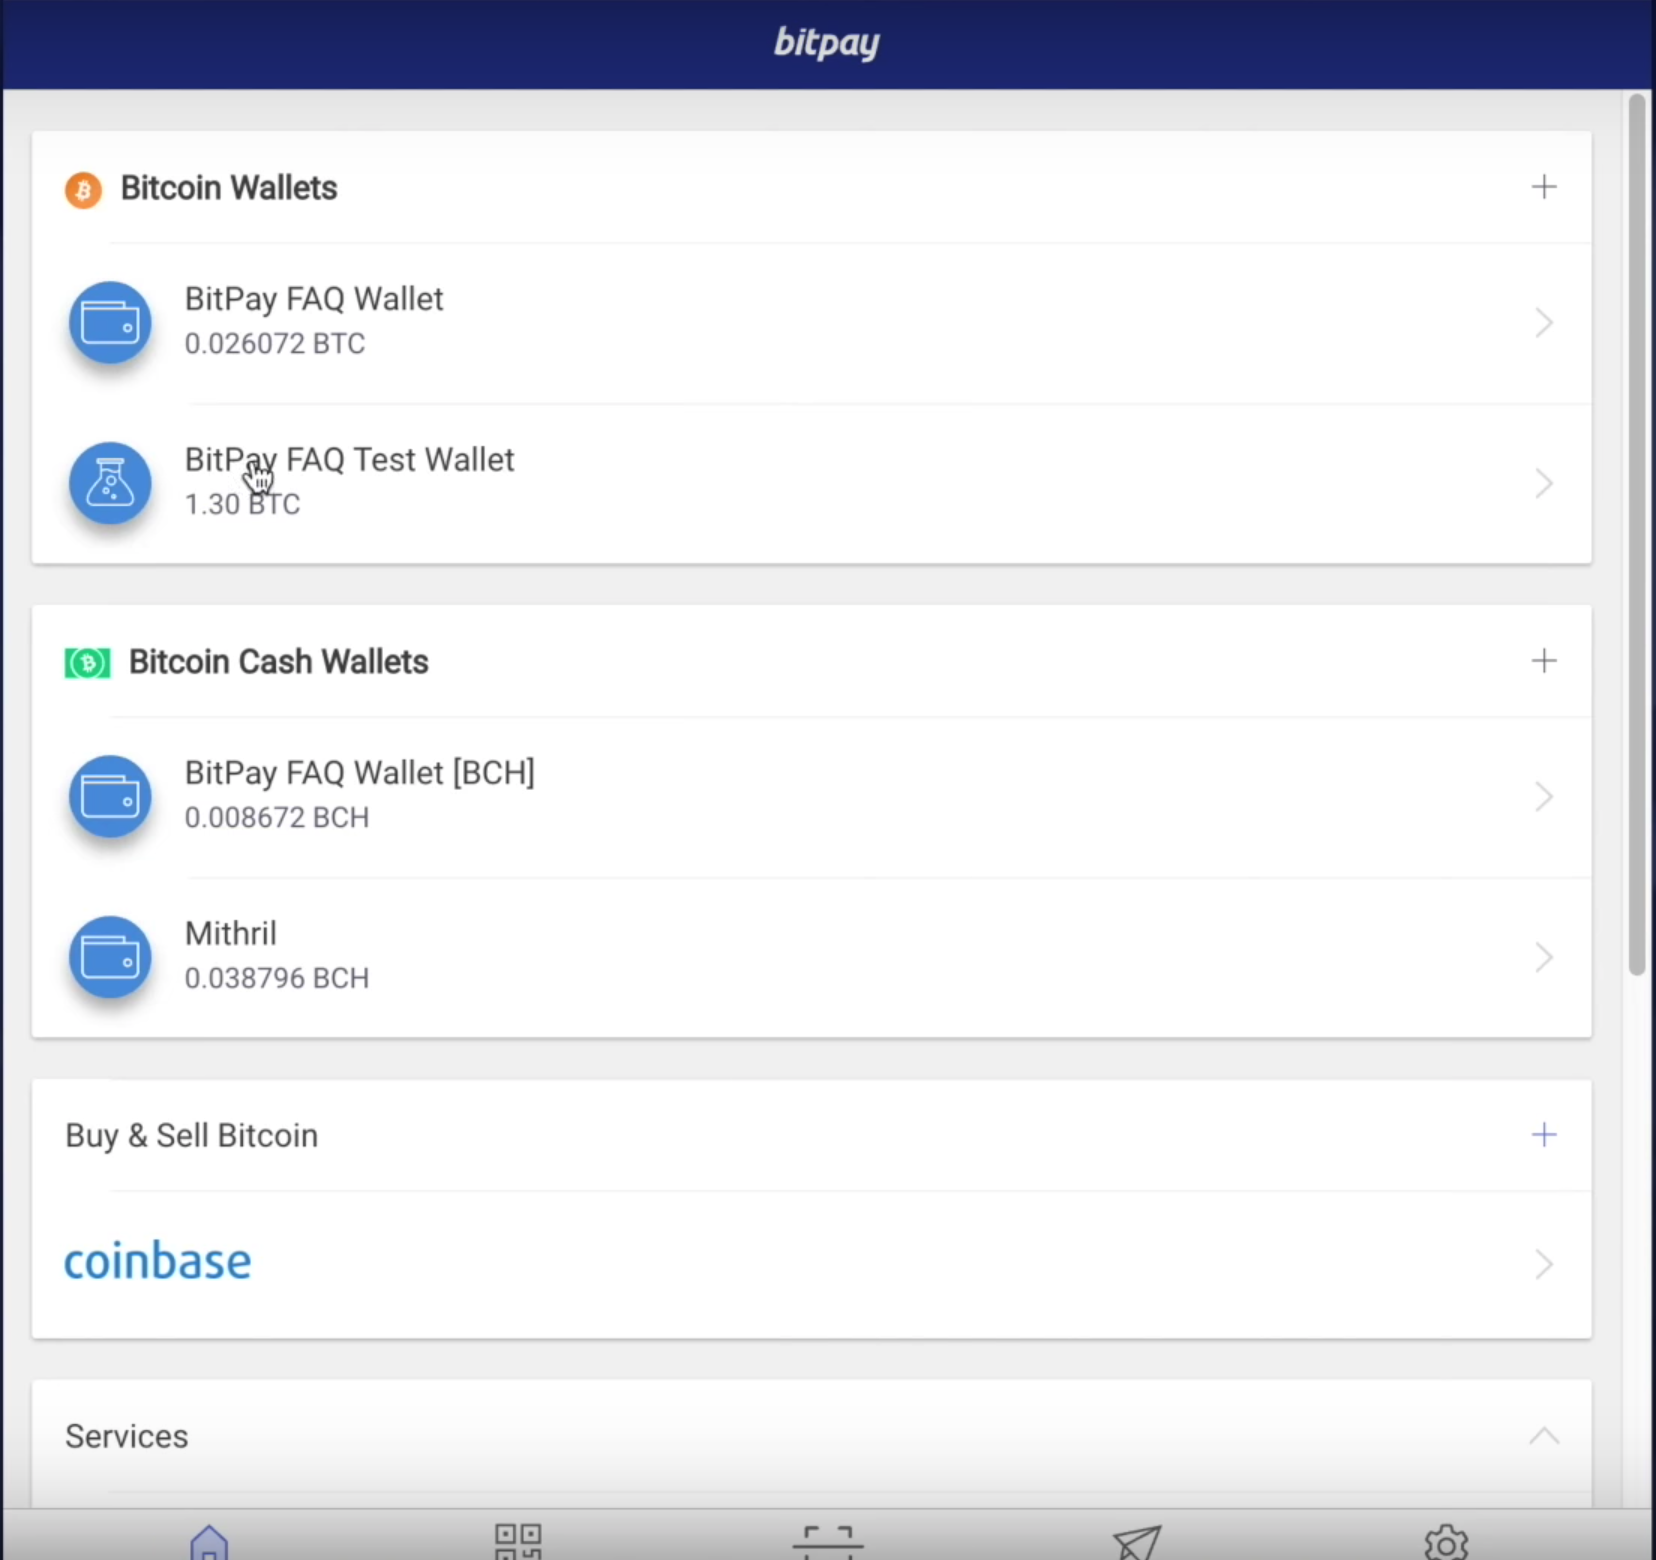 bitpay
Bitcoin Wallets
BitPay FAQ Wallet
0.026072 BTC
BitPay FAQ Test Wallet
1.30 BTC
Bitcoin Cash Wallets
BitPay FAQ Wallet [BCH]
0.008672 BCH
Mithril
0.038796 BCH
Buy & Sell Bitcoin
coinbase
Services